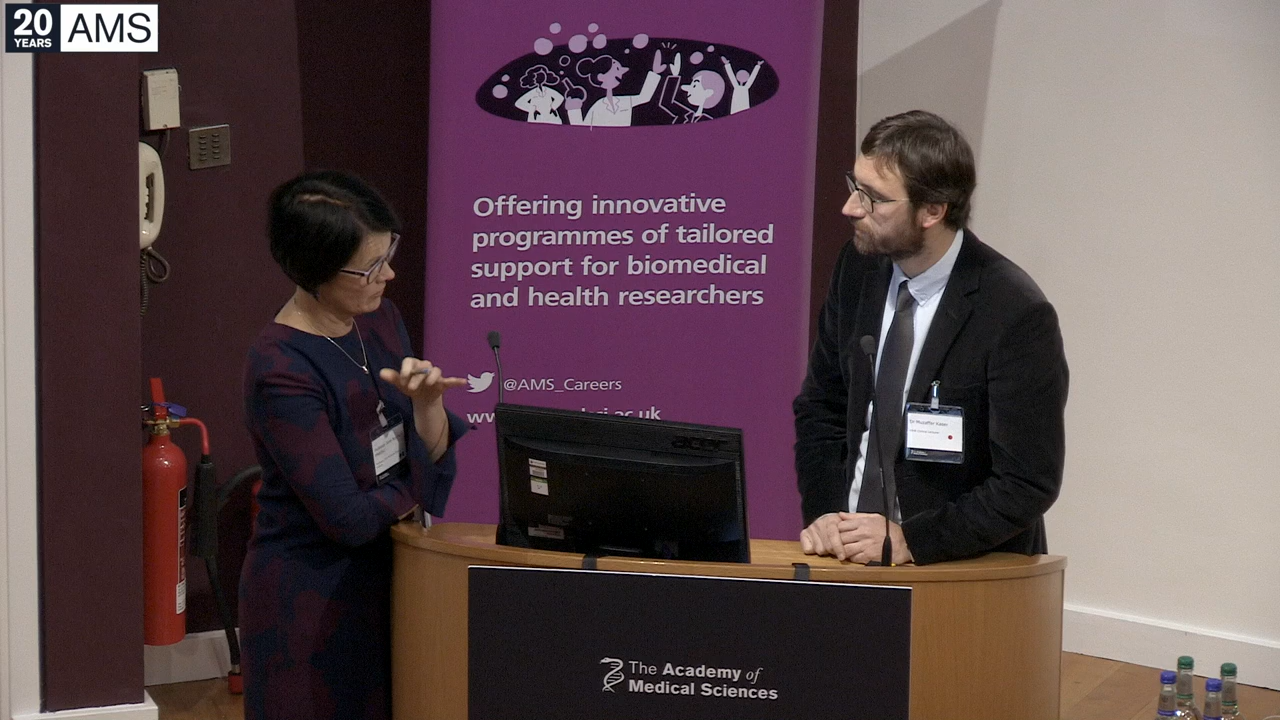 20
YEARS
AMS
Offering innovative
programmes of tailored
support for biomedical
and health researchers
@AMS_Careers
acer
The Academy of
Medical Sciences